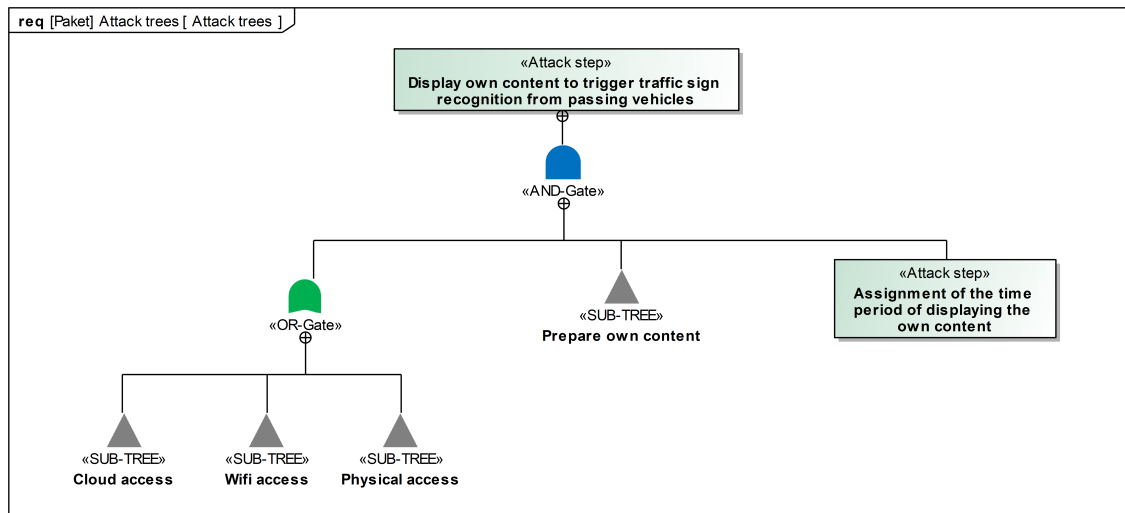 req [Paket] Attack trees [ Attack trees ]
«Attack step»
Display own content to trigger traffic sign
recognition from passing vehicles
«AND-Gate»
«OR-Gate»
«SUB-TREE»
Prepare own content
«Attack step»
Assignment of the time
period of displaying the
own content
«SUB-TREE»
Cloud access
«SUB-TREE»
Wifi access
«SUB-TREE»
Physical access